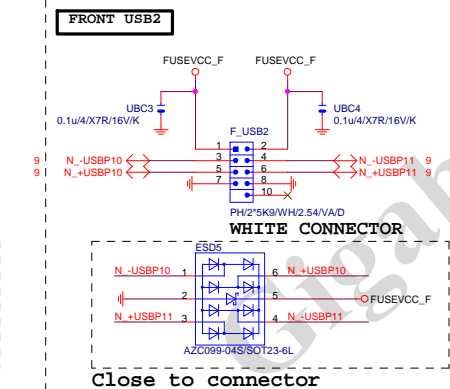 FRONT USB2
FUSEVCC_F FUSEVCC_F
UBC3 UBC4
0.1u/4/X7R/16V/K 0.1u/4/X7R/16V/K
F_USB2
1 2
9 N_-USBP10 3 4 N_-USBP11 9
9 N_+USBP10 5 6 N_+USBP11 9
7 8
10
PH/2*5K9/WH/2.54/VA/D
WHITE CONNECTOR
ESD5
N_-USBP10 1 6 N_+USBP10
2 5 FUSEVCC_F
N_+USBP11 3 4 N_-USBP11
AZC099-04S/SOT23-6L
Close to connector
Gigab